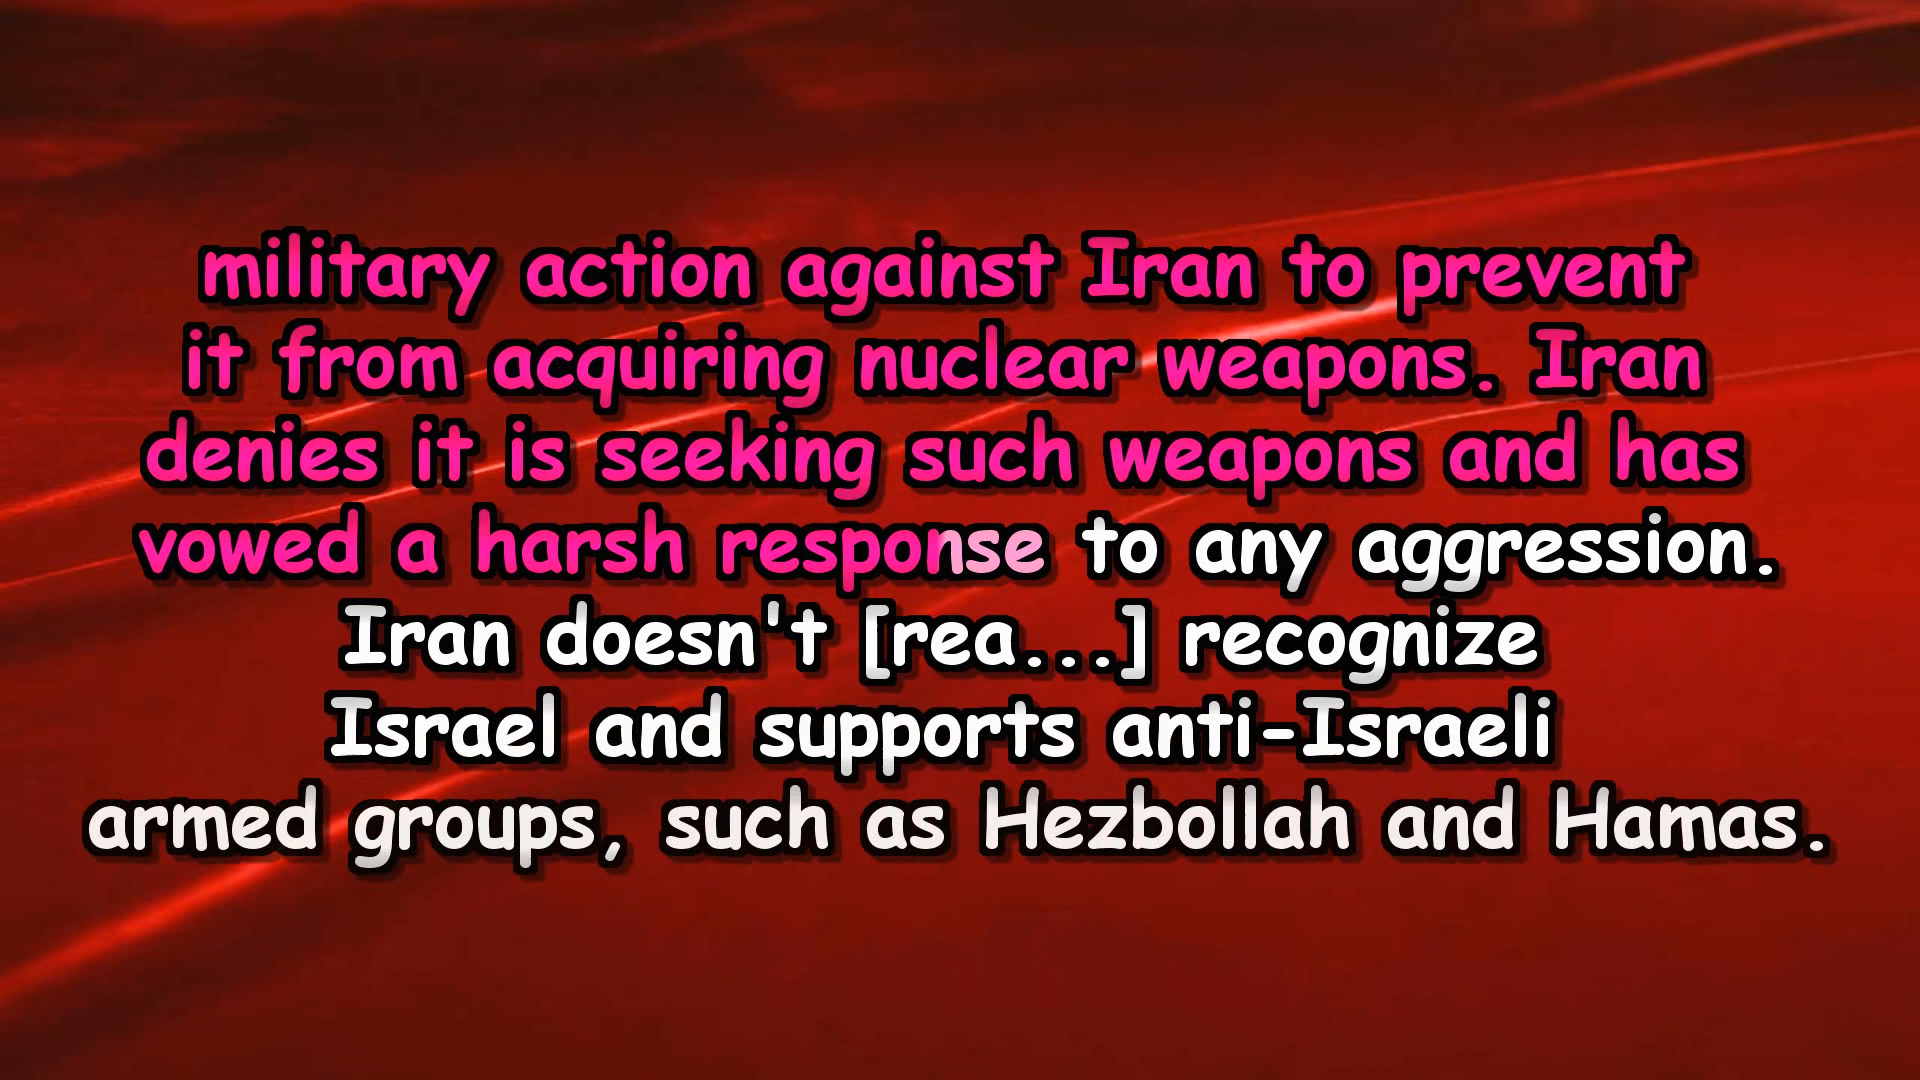 military action against Iran to prevent
it from acquiring nuclear weapons. Iran
denies it is seeking such weapons and has
vowed a harsh response to any aggression.
Iran doesn't [rea...] recognize
Israel and supports anti-Israeli
armed groups, such as Hezbollah and Hamas.